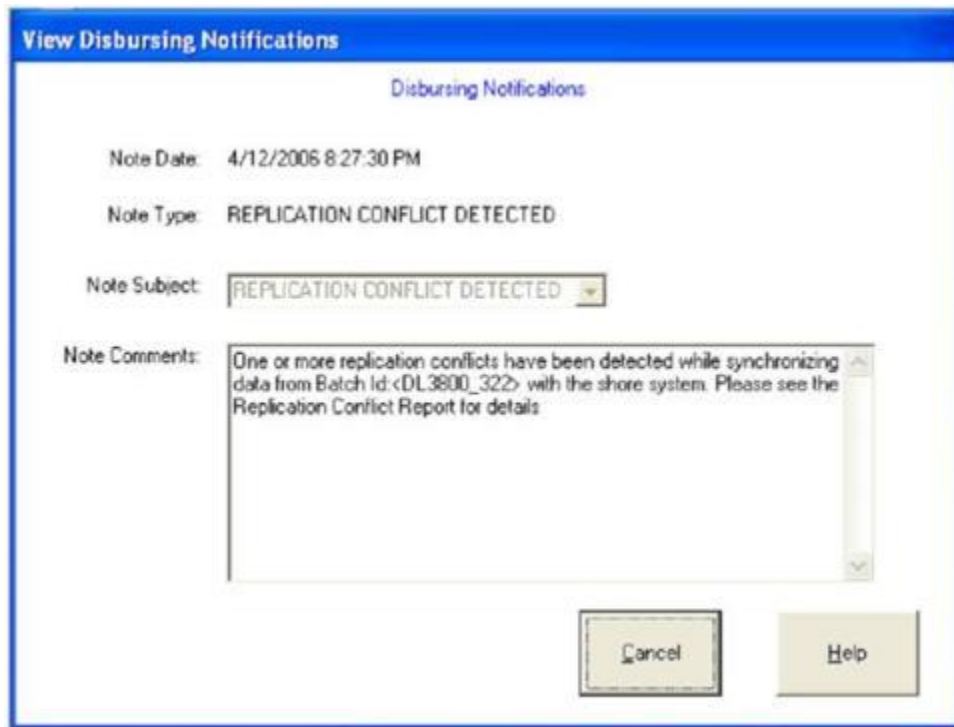 View Disbursing Notifications
Disbursing Notifications
Note Date: 4/12/2006 8:27:30 PM
Note Type: REPLICATION CONFLICT DETECTED
Note Subject: REPLICATION CONFLICT DETECTED
Note Comments: One or more replication conflicts have been detected while synchronizing
data from Batch Id:<DL3800_322> with the shore system. Please see the
Replication Conflict Report for details
Cancel Help